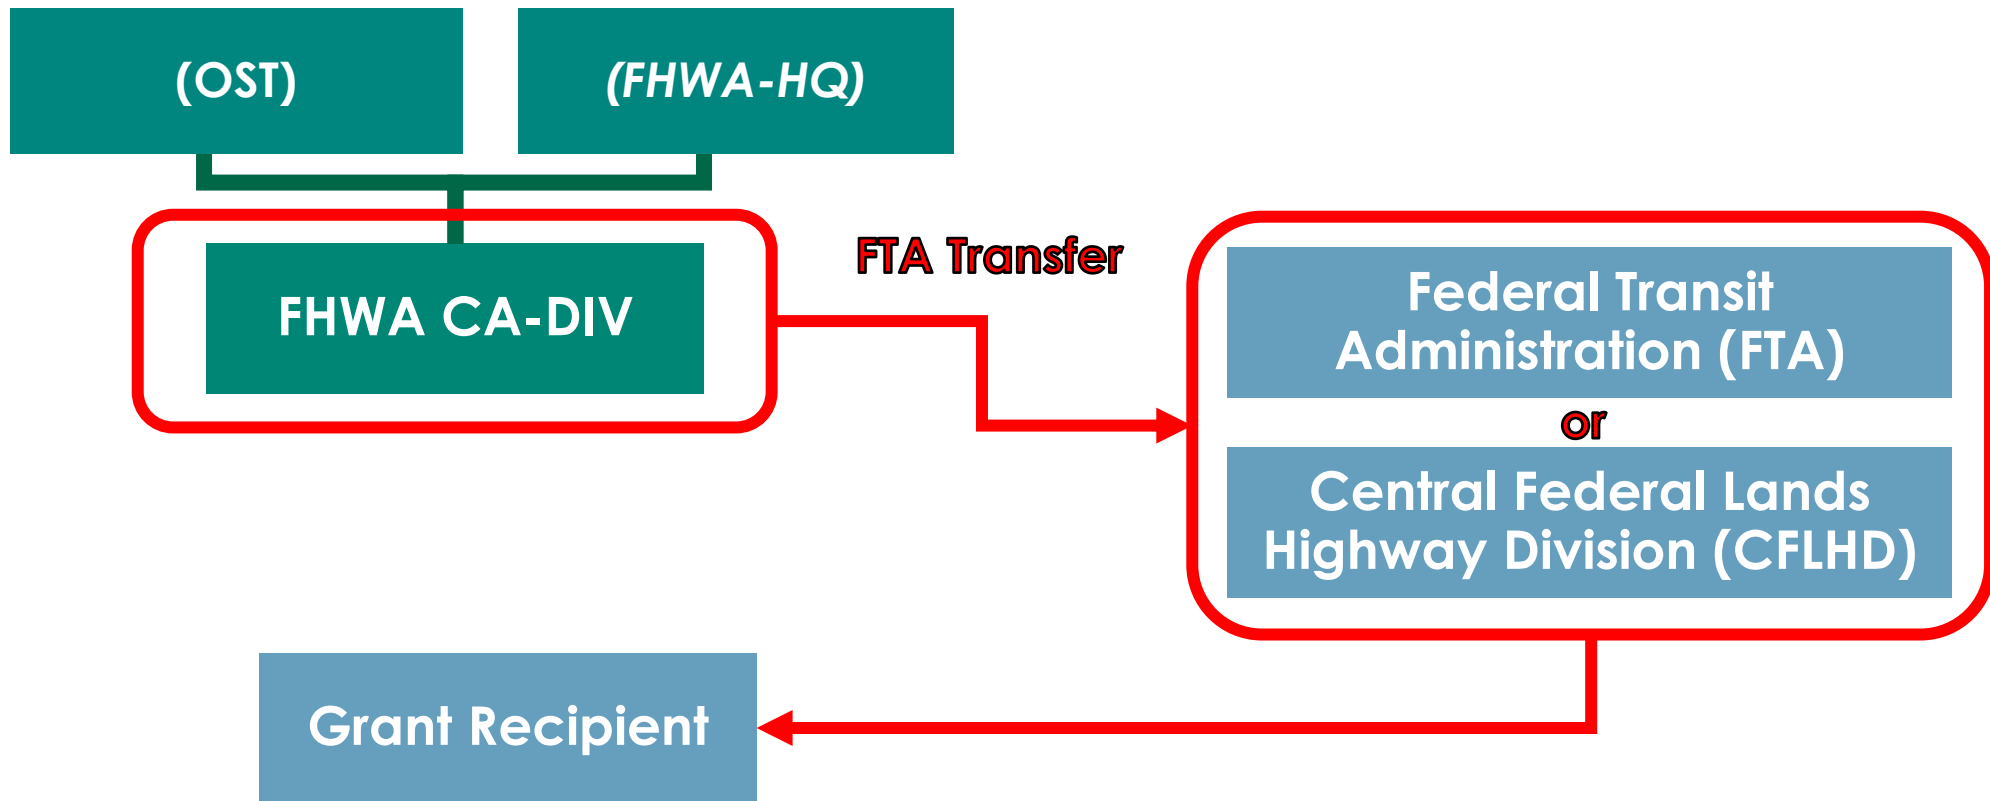 (OST)
(FHWA-HQ)
FHWA CA-DIV
FTA Transfer
Federal Transit
Administration (FTA)
or
Central Federal Lands
Highway Division (CFLHD)
Grant Recipient